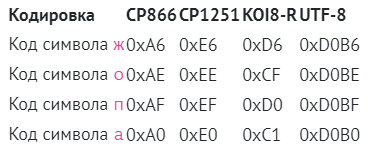 Кодировка CP866 CP1251 KOI8-R UTF-8
Код символа ж 0xA6 0xE6 0xD6 0xD0B6
Код символа о 0xAE 0xEE 0xCF 0xD0BE
Код символа п 0xAF 0xEF 0xD0 0xD0BF
Код символа а 0xA0 0xE0 0xC1 0xD0B0